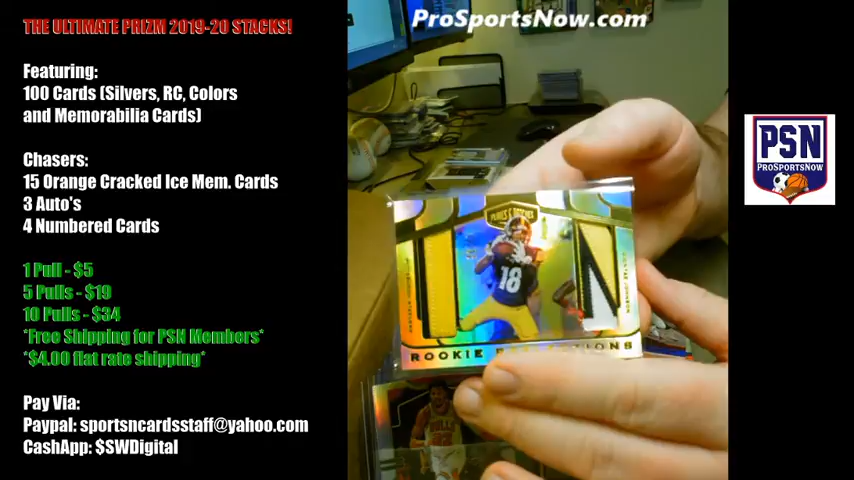 THE ULTIMATE PRIZM 2019-20 STACKS!
Featuring:
100 Cards (Silvers, RC, Colors
and Memorabilia Cards)
Chasers:
15 Orange Cracked Ice Mem. Cards
3 Auto's
4 Numbered Cards
1 Pull - $5
5 Pulls - $19
10 Pulls - $34
*Free Shipping for PSN Members*
*$4.00 flat rate shipping*
Pay Via:
Paypal: sportsncardsstaff@yahoo.com
CashApp: $SWDigital
ProSportsNow.com
PLATES & PATCHES
18
ROOKIE
PSN
PROSPORTSNOW